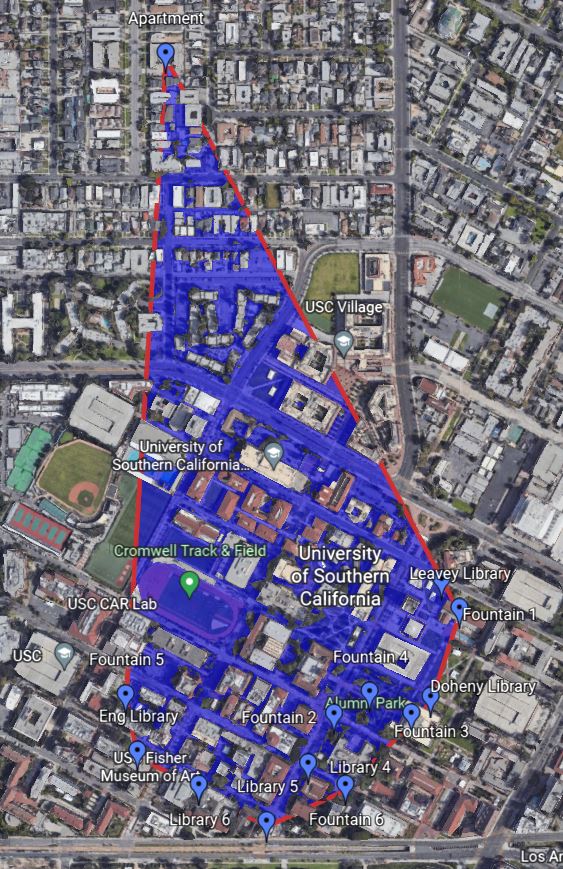 Apartment
USC Village
University of
Southern California...
Cromwell Track & Field
University
of Southern
California
Leavey Library
USC CAR Lab
Fountain 1
USC
Fountain 5
Fountain 4
Doheny Library
Alumni Park
Eng Library
Fountain 2
Fountain 3
USC Fisher
Museum of Art
Library 4
Library 5
Library 6
Fountain 6
Los An